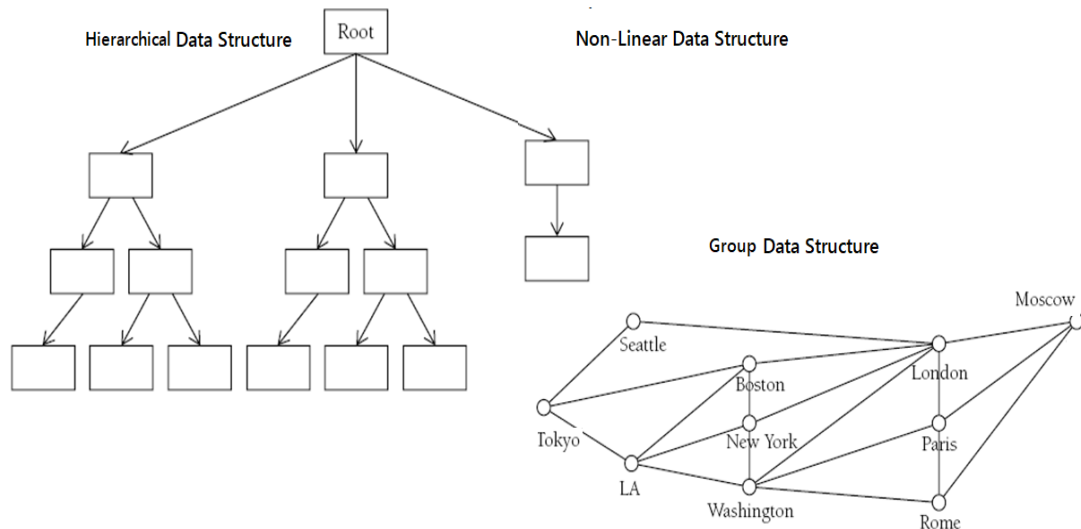 Hierarchical Data Structure
Root
Non-Linear Data Structure
Group Data Structure
Moscow
Seattle
London
Boston
Tokyo
New York
Paris
LA
Washington
Rome